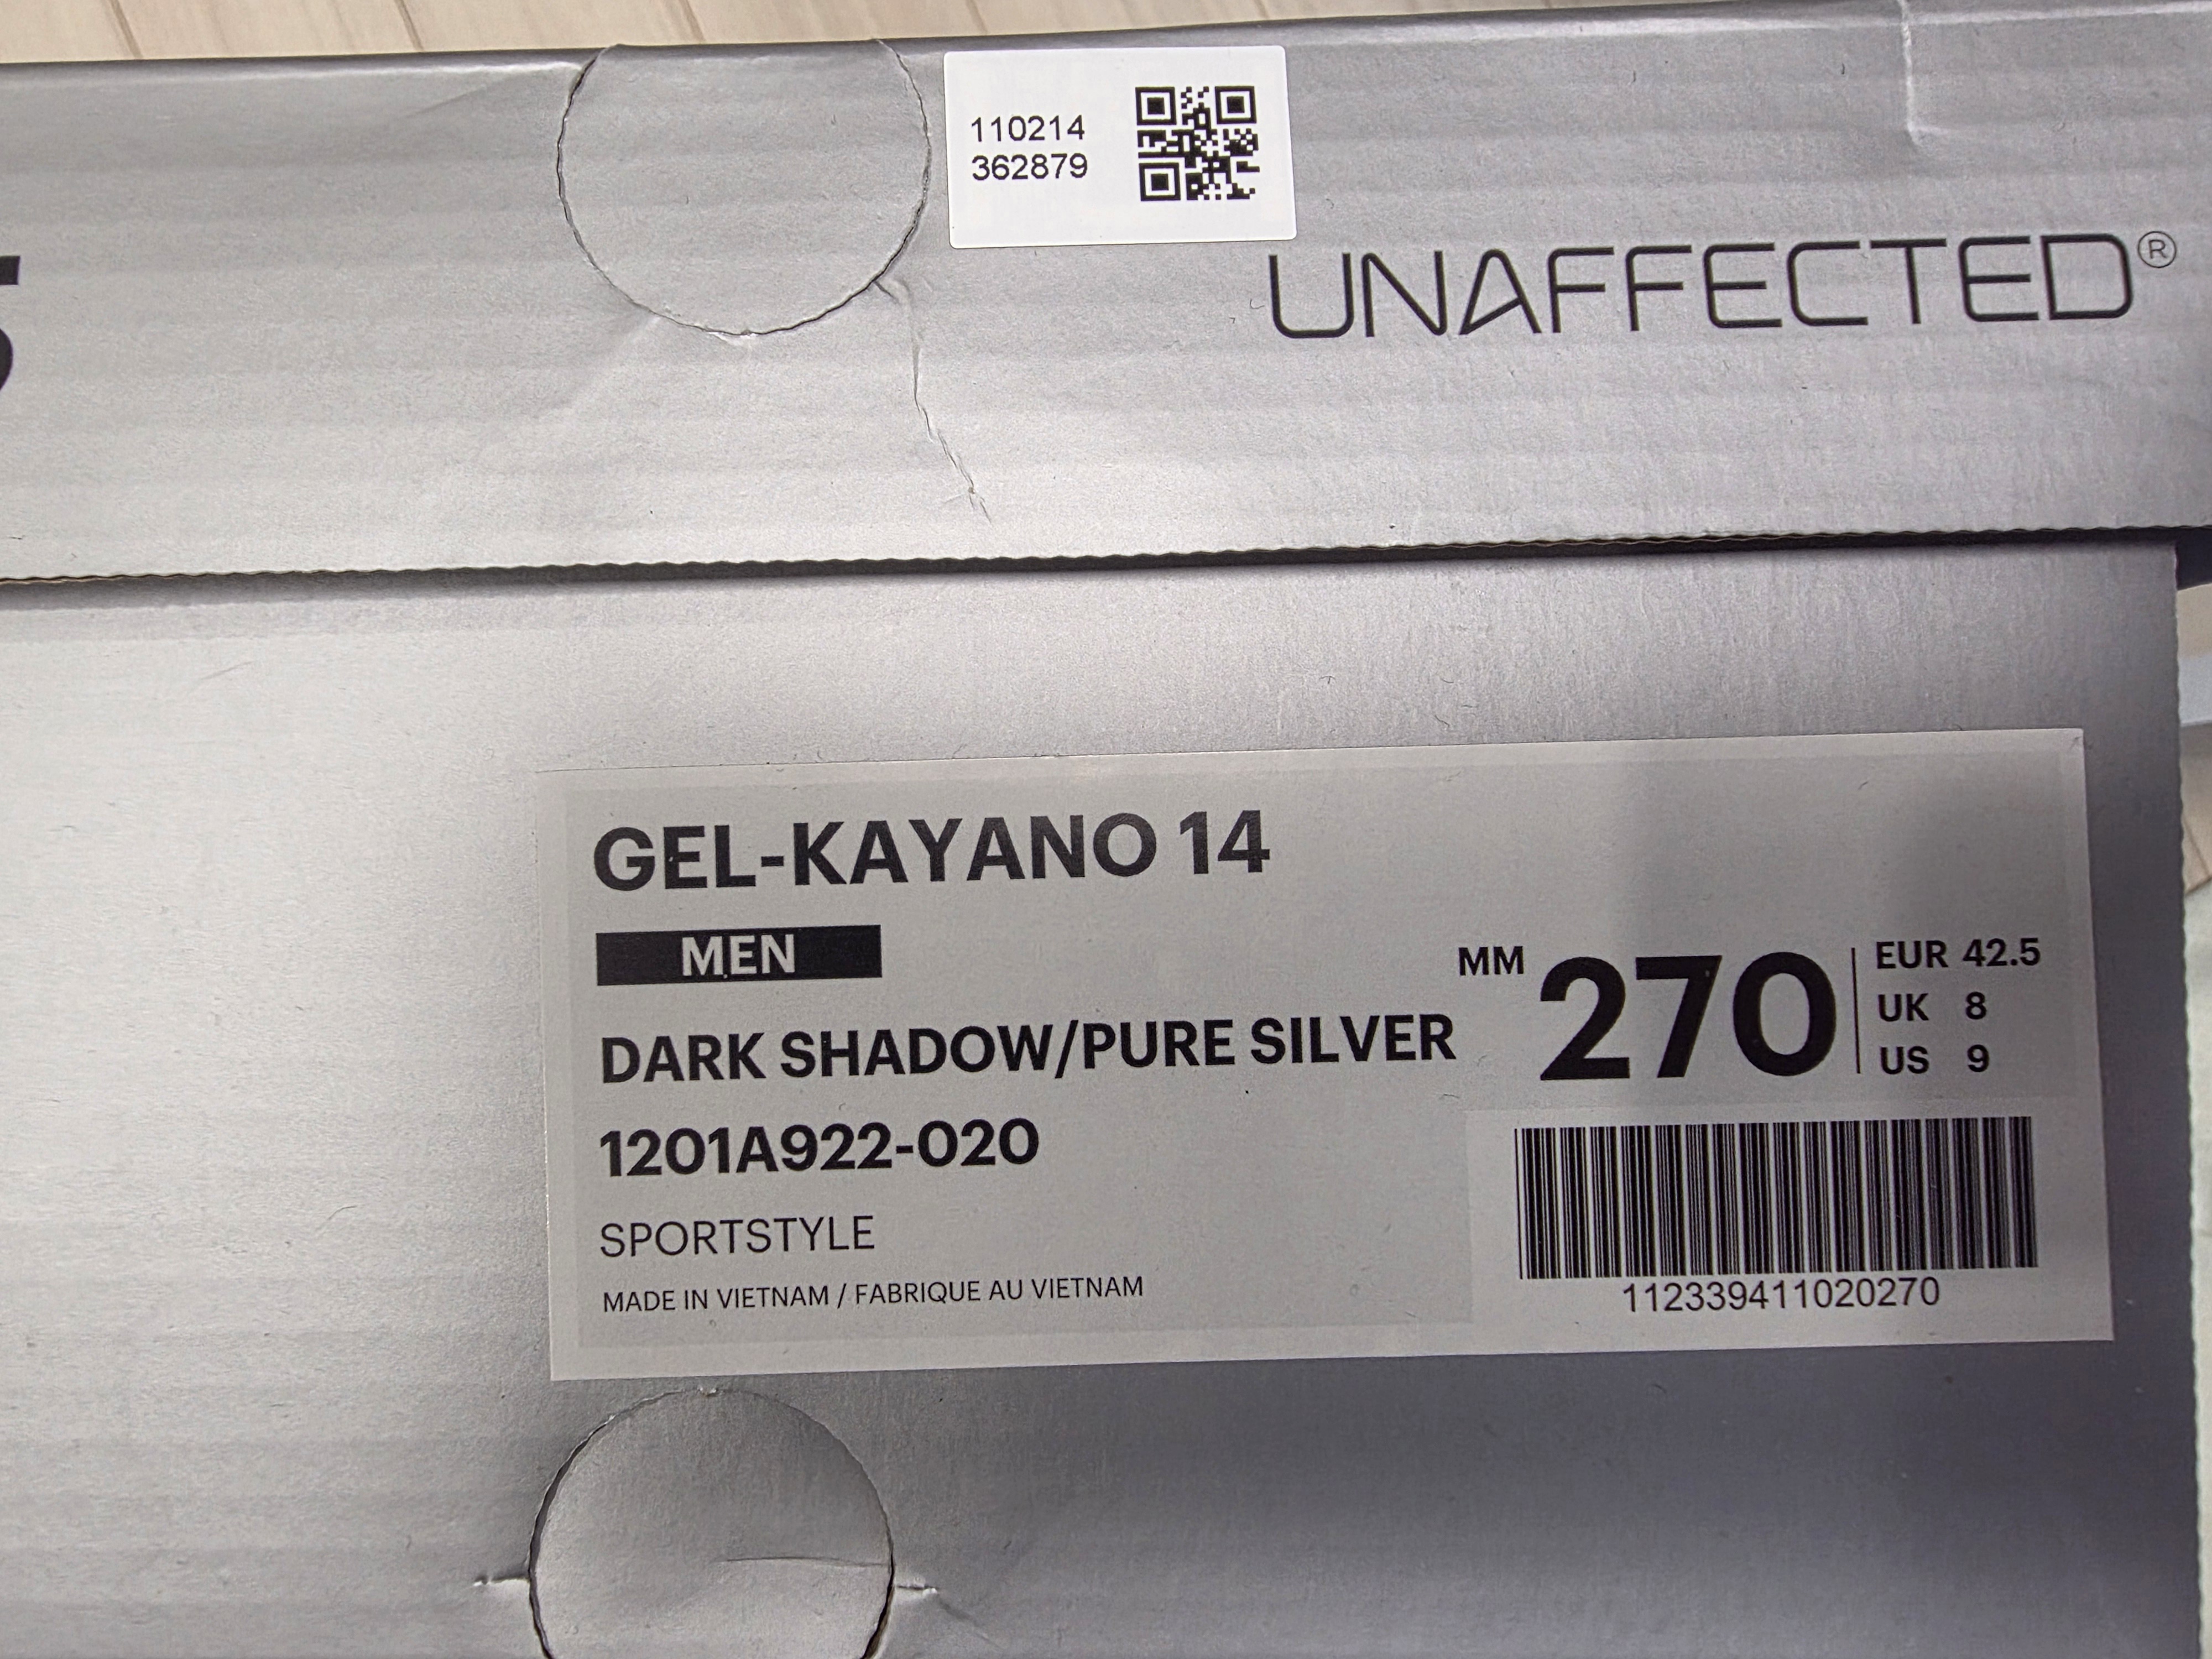 110214
362879
UNAFFECTED®
GEL-KAYANO 14
MEN
DARK SHADOW/PURE SILVER
1201A922-020
SPORTSTYLE
MADE IN VIETNAM / FABRIQUE AU VIETNAM
MM 270
EUR 42.5
UK 8
US 9
112339411020270